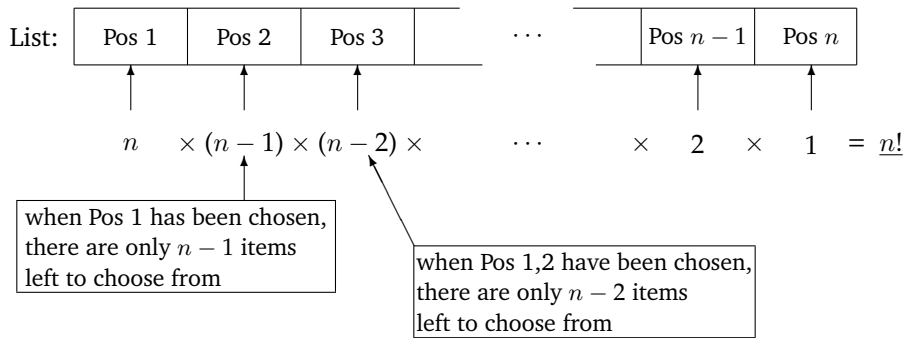 List: Pos 1 Pos 2 Pos 3 ··· Pos n − 1 Pos n
n × (n − 1) × (n − 2) × ··· × 2 × 1 = n!
when Pos 1 has been chosen,
there are only n − 1 items
left to choose from
when Pos 1,2 have been chosen,
there are only n − 2 items
left to choose from